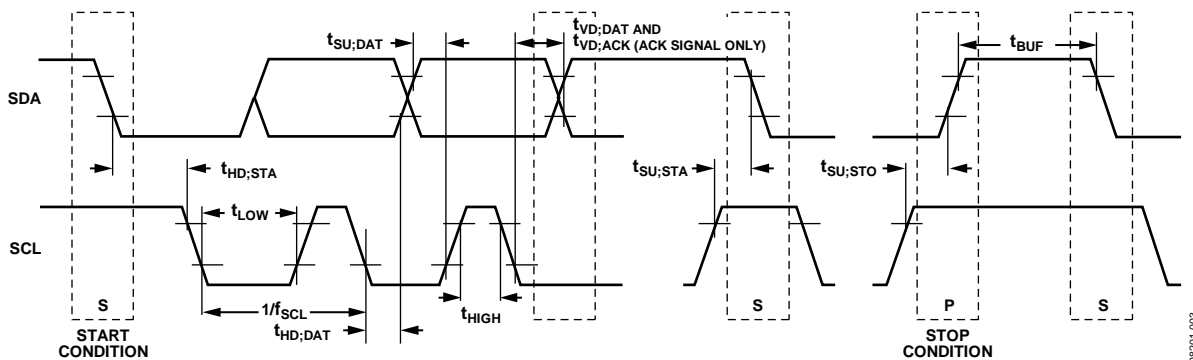 tSU;DAT
tVD;DAT AND
tVD;ACK (ACK SIGNAL ONLY)
tBUF
SDA
tHD;STA
tSU;STA
tSU;STO
tLOW
SCL
S
1/fSCL
tHIGH
S
P
S
tHD;DAT
START
CONDITION
STOP
CONDITION